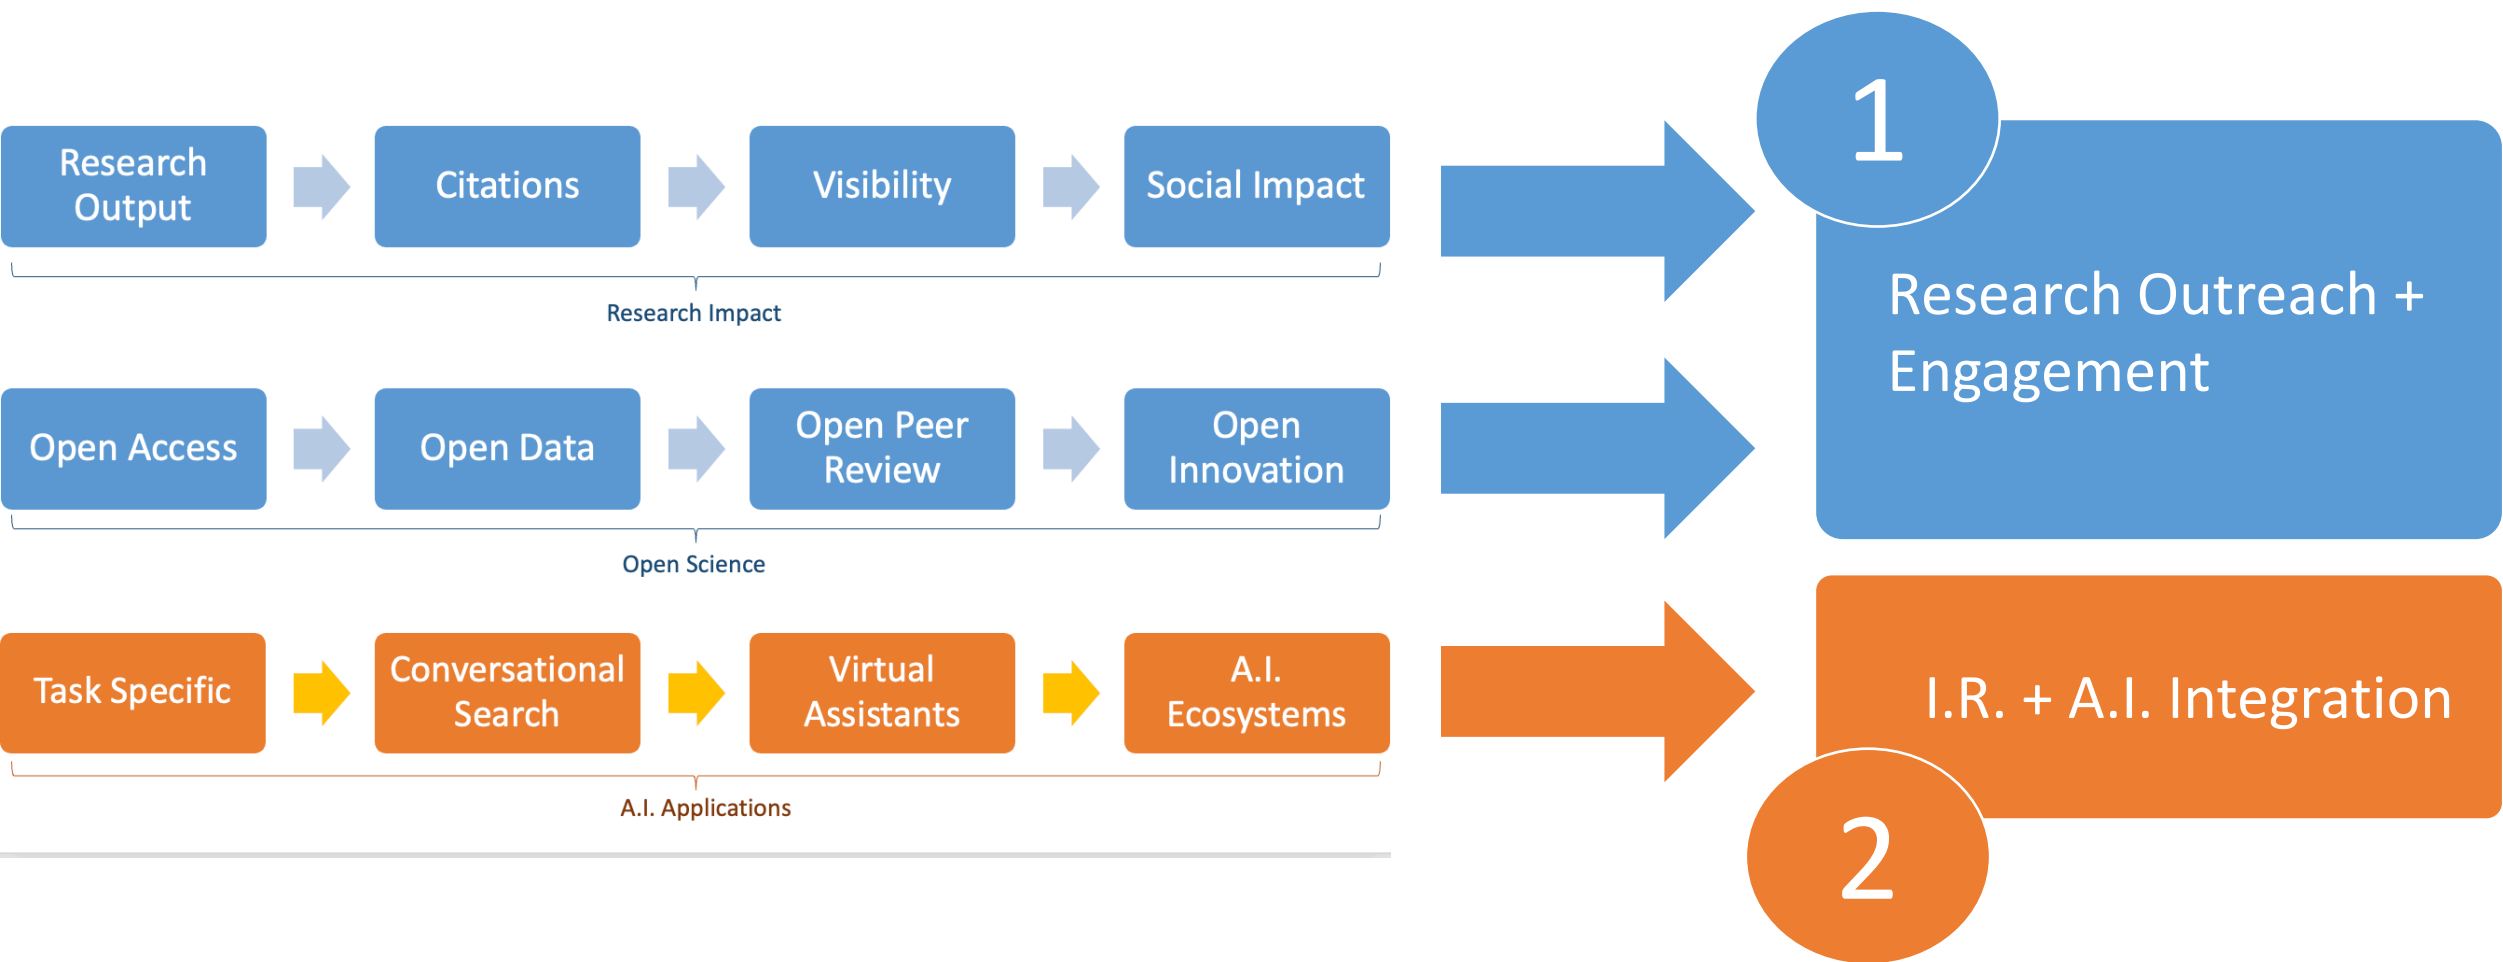 Research
Output
Citations
Visibility
Social Impact
Research Impact
Open Access
Open Data
Open Peer
Review
Open
Innovation
Open Science
Task Specific
Conversational
Search
Virtual
Assistants
A.I.
Ecosystems
A.I. Applications
1
Research Outreach +
Engagement
I.R. + A.I. Integration
2